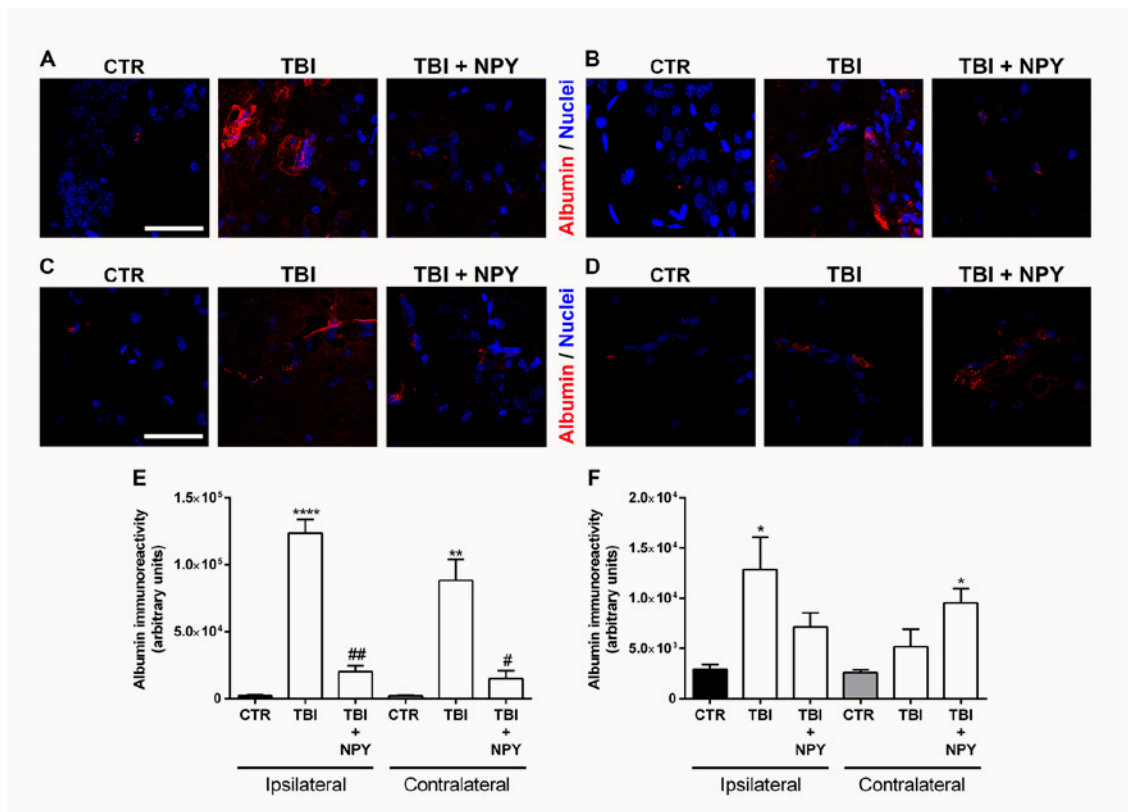 A
CTR
TBI
TBI + NPY
Albumin / Nuclei
B
CTR
TBI
TBI + NPY
C
CTR
TBI
TBI + NPY
Albumin / Nuclei
D
CTR
TBI
TBI + NPY
E
Albumin immunoreactivity
(arbitrary units)
1.5×10⁵
1.0×10⁵
5.0×10⁴
0
****
##
**
#
CTR
TBI
TBI
+
NPY
CTR
TBI
TBI
+
NPY
Ipsilateral
Contralateral
F
Albumin immunoreactivity
(arbitrary units)
2.0×10⁴
1.5×10⁴
1.0×10⁴
5.0×10³
0
*
*
CTR
TBI
TBI
+
NPY
CTR
TBI
TBI
+
NPY
Ipsilateral
Contralateral